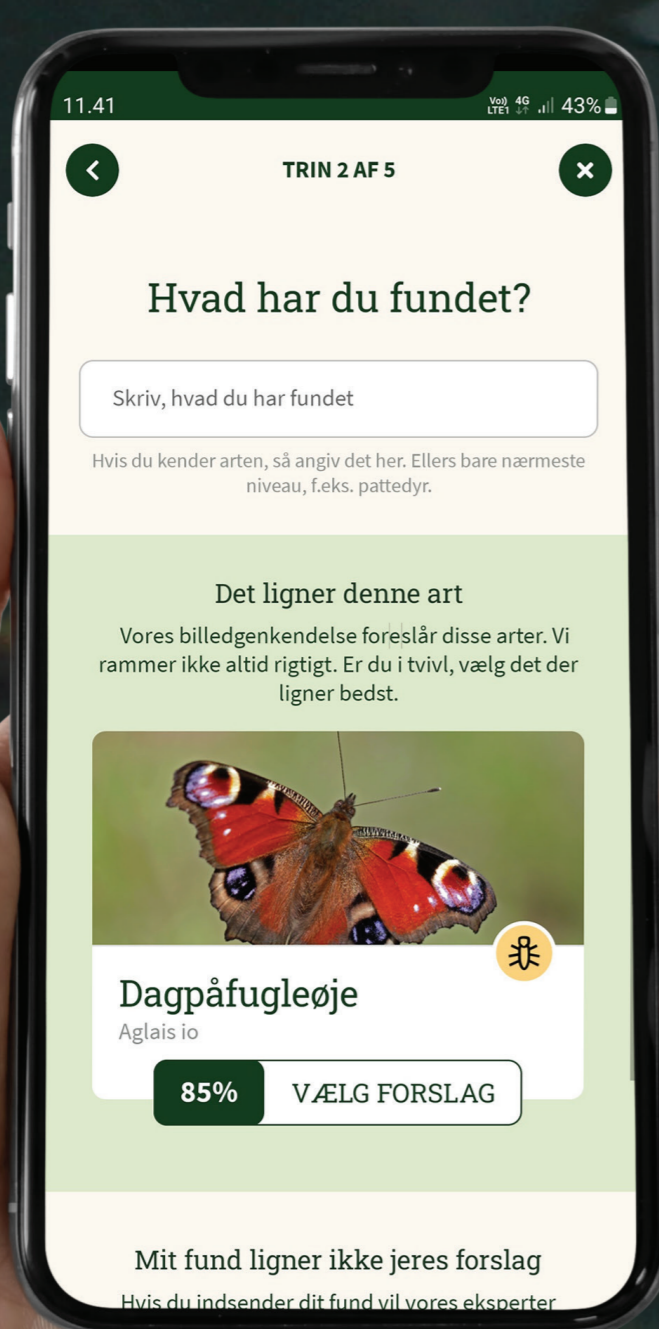 11.41
Vo)) 4G 43%
LTE1
TRIN 2 AF 5
Hvad har du fundet?
Skriv, hvad du har fundet
Hvis du kender arten, så angiv det her. Ellers bare nærmeste
niveau, f.eks. pattedyr.
Det ligner denne art
Vores billedgenkendelse foreslår disse arter. Vi
rammer ikke altid rigtigt. Er du i tvivl, vælg det der
ligner bedst.
Dagpåfugleøje
Aglais io
85% VÆLG FORSLAG
Mit fund ligner ikke jeres forslag
Hvis du indsender dit fund vil vores eksperter